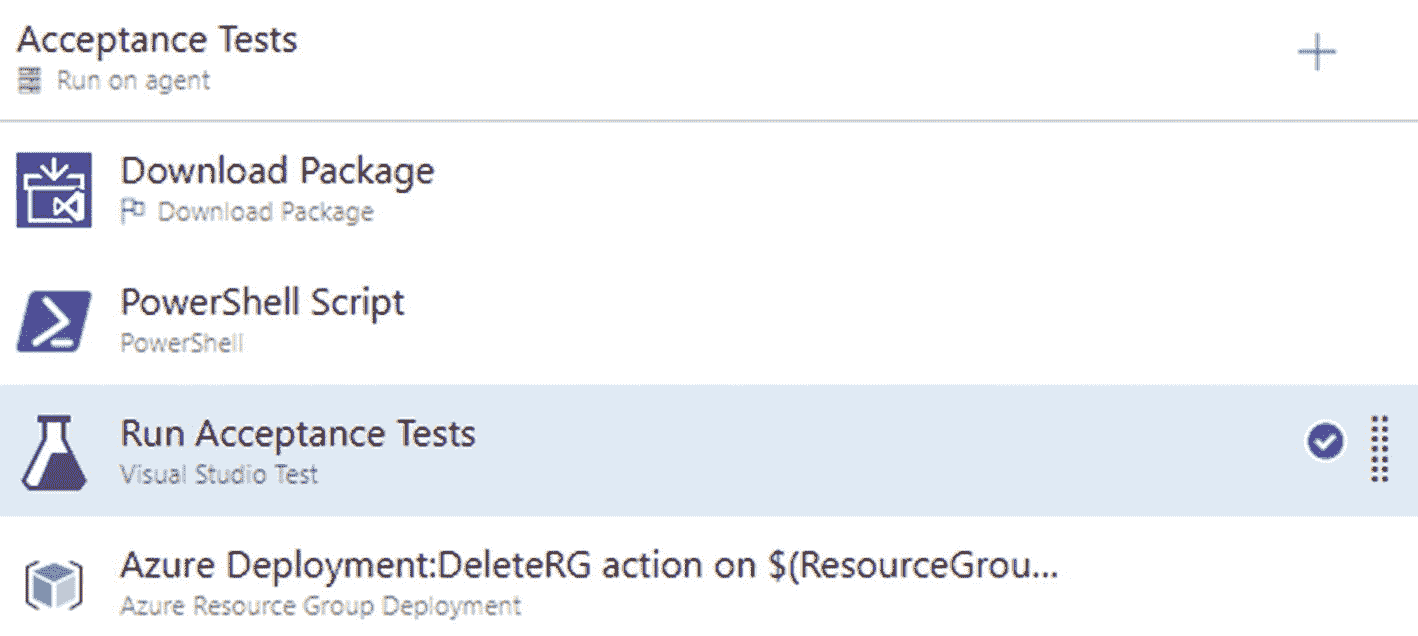 Acceptance Tests
Run on agent
Download Package
Download Package
PowerShell Script
PowerShell
Run Acceptance Tests
Visual Studio Test
Azure Deployment:DeleteRG action on $(ResourceGrou...
Azure Resource Group Deployment